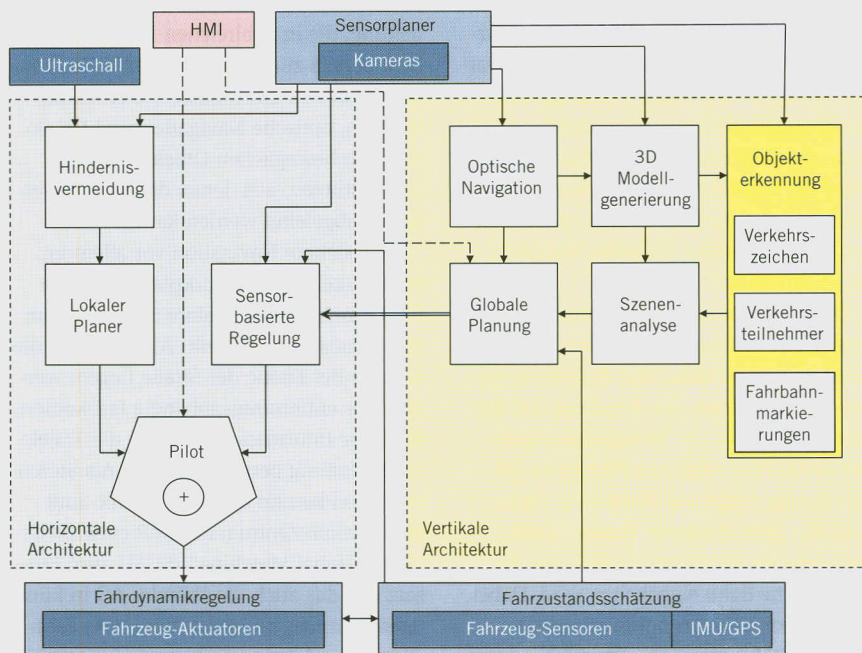 HMI
Sensorplaner
Kameras
Ultraschall
Hindernis-
vermeidung
Optische
Navigation
3D
Modell-
generierung
Objekt-
erkennung
Verkehrs-
zeichen
Lokaler
Planer
Sensor-
basierte
Regelung
Globale
Planung
Szenen-
analyse
Verkehrs-
teilnehmer
Fahrbahn-
markie-
rungen
Pilot
+
Horizontale
Architektur
Vertikale
Architektur
Fahrdynamikregelung
Fahrzeug-Aktuatoren
Fahrzustandsschätzung
Fahrzeug-Sensoren
IMU/GPS